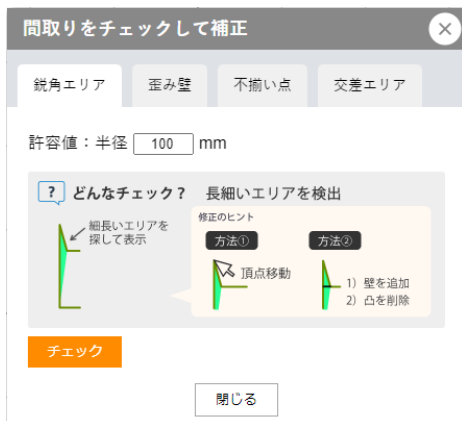 間取りをチェックして補正
鋭角エリア 歪み壁 不揃い点 交差エリア
許容値：半径 100 mm
? どんなチェック？ 長細いエリアを検出
細長いエリアを
探して表示
修正のヒント
方法① 方法②
頂点移動
1) 壁を追加
2) 凸を削除
チェック
閉じる